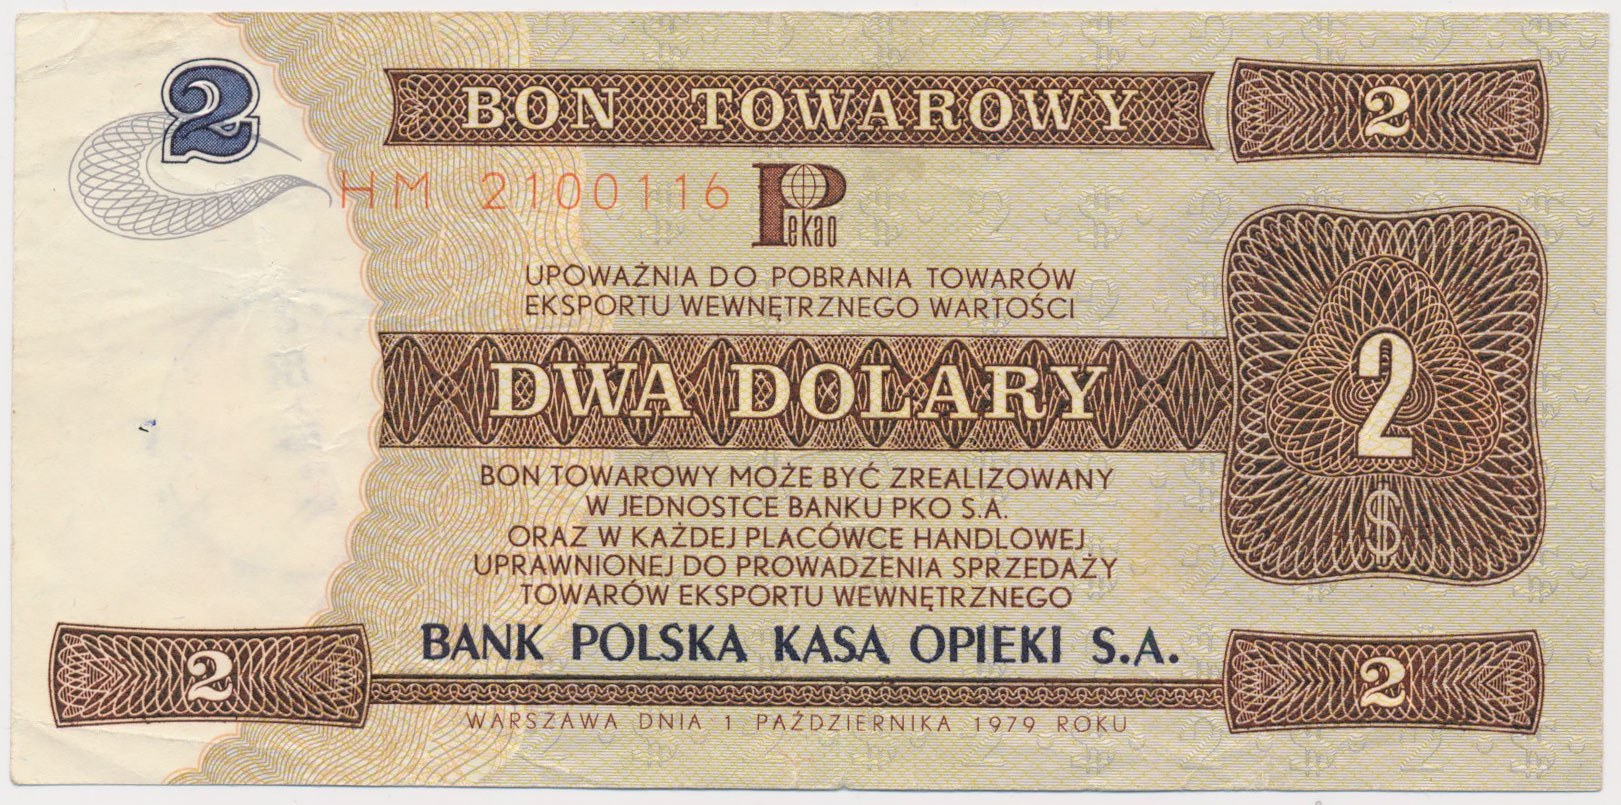 2
BON TOWAROWY
2
HM 2100116
Pekao
UPOWAŻNIA DO POBRANIA TOWARÓW
EKSPORTU WEWNĘTRZNEGO WARTOŚCI
DWA DOLARY
2
$
BON TOWAROWY MOŻE BYĆ ZREALIZOWANY
W JEDNOSTCE BANKU PKO S.A.
ORAZ W KAŻDEJ PLACÓWCE HANDLOWEJ
UPRAWNIONEJ DO PROWADZENIA SPRZEDAŻY
TOWARÓW EKSPORTU WEWNĘTRZNEGO
BANK POLSKA KASA OPIEKI S.A.
2
2
WARSZAWA DNIA 1 PAŹDZIERNIKA 1979 ROKU